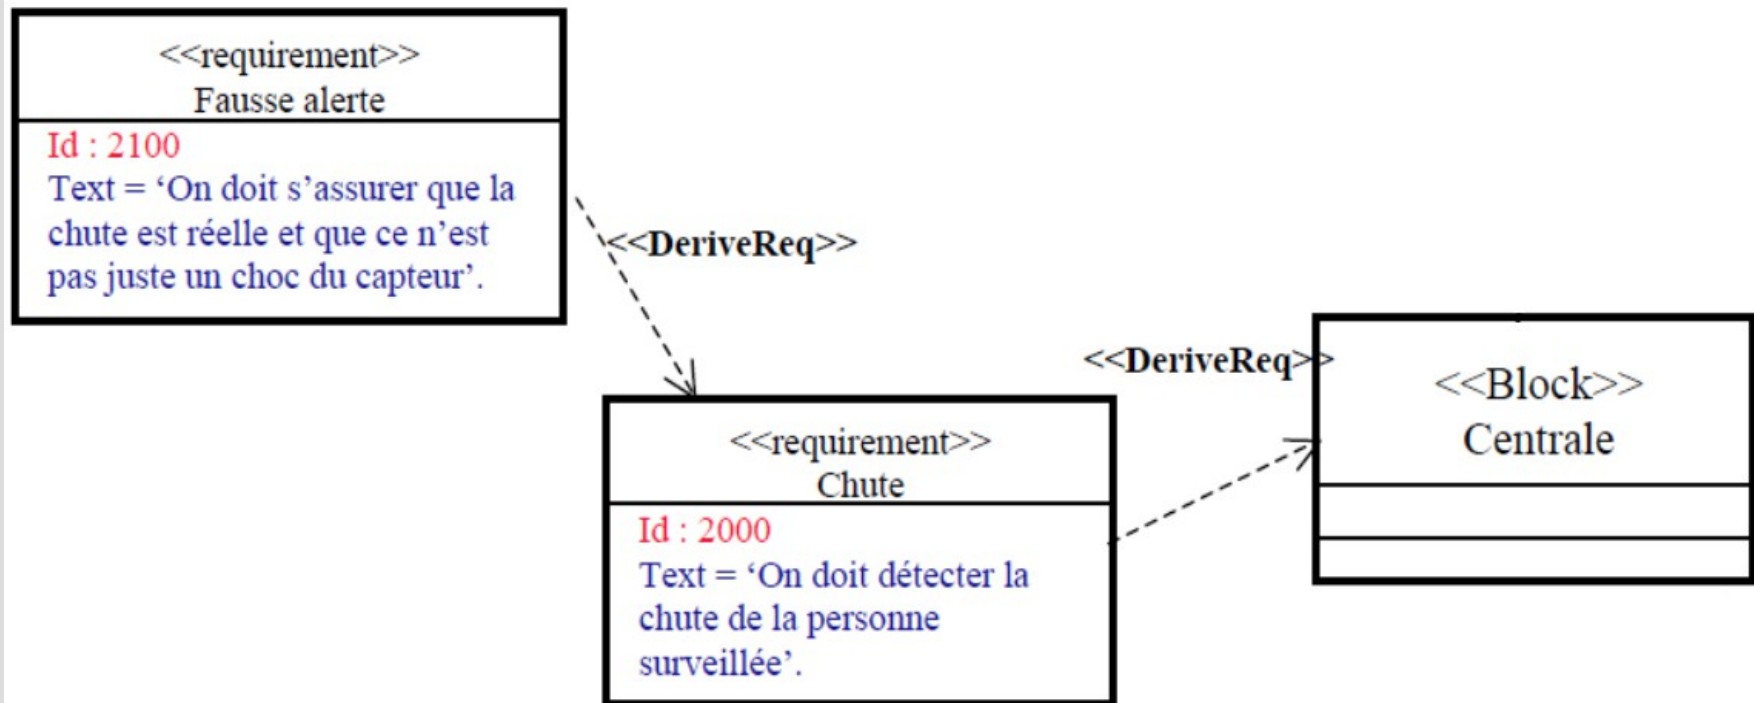 <<requirement>>
Fausse alerte
Id : 2100
Text = ‘On doit s’assurer que la
chute est réelle et que ce n’est
pas juste un choc du capteur’.
<<DeriveReq>>
<<DeriveReq>>
<<Block>>
Centrale
<<requirement>>
Chute
Id : 2000
Text = ‘On doit détecter la
chute de la personne
surveillée’.